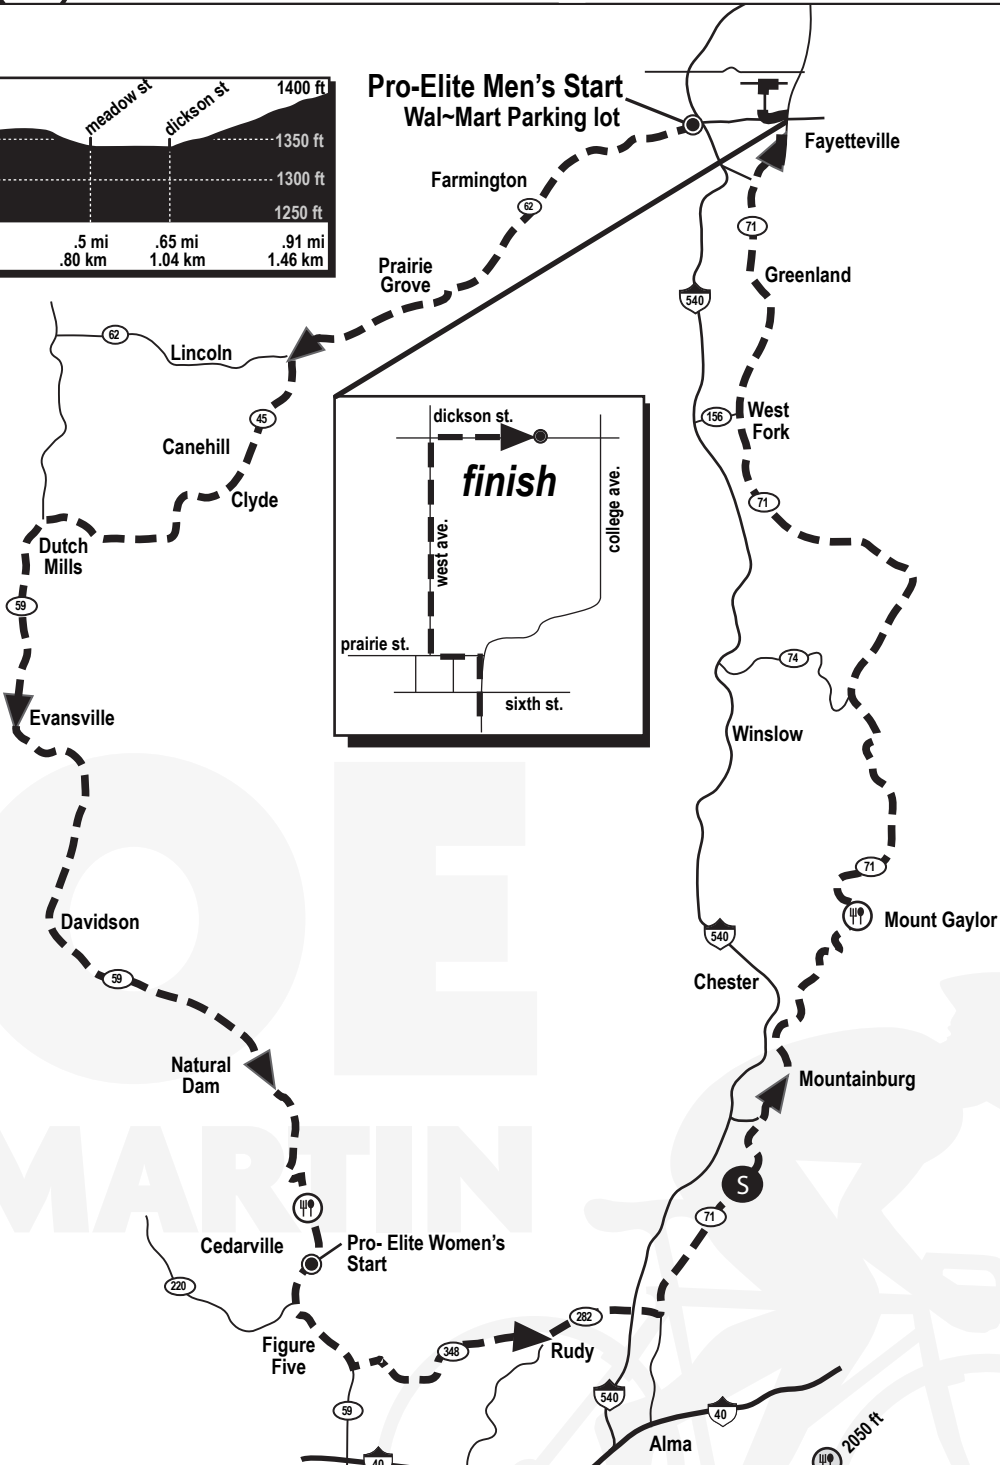 Pro-Elite Men's Start
Wal~Mart Parking lot
meadow st
dickson st
1400 ft
1350 ft
1300 ft
1250 ft
.5 mi
.80 km
.65 mi
1.04 km
.91 mi
1.46 km
Fayetteville
Farmington
62
71
Prairie
Grove
Greenland
540
62
Lincoln
45
Canehill
Clyde
156
West
Fork
71
Dutch
Mills
59
dickson st.
finish
west ave.
college ave.
prairie st.
sixth st.
74
Evansville
Winslow
71
Mount Gaylor
Davidson
540
59
Chester
Natural
Dam
Mountainburg
S
71
Cedarville
Pro- Elite Women's
Start
220
Figure
Five
282
348
Rudy
59
540
40
Alma
40
2050 ft
OE
MARTIN